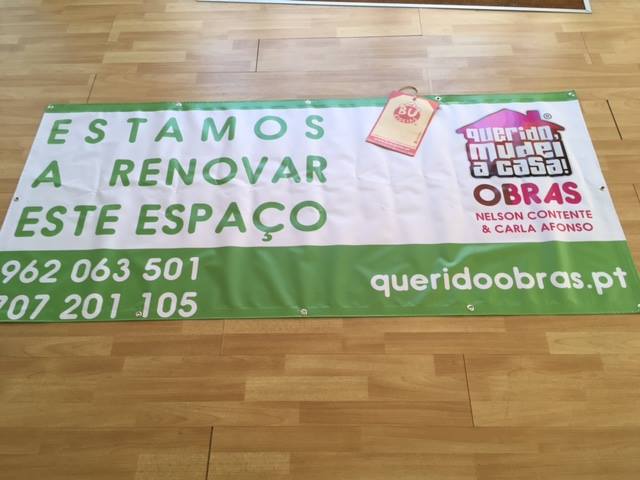 ESTAMOS
A RENOVAR
ESTE ESPAÇO
962 063 501
707 201 105
BU
querido,
mudei
a casa!
®
OBRAS
NELSON CONTENTE
& CARLA AFONSO
queridoobras.pt